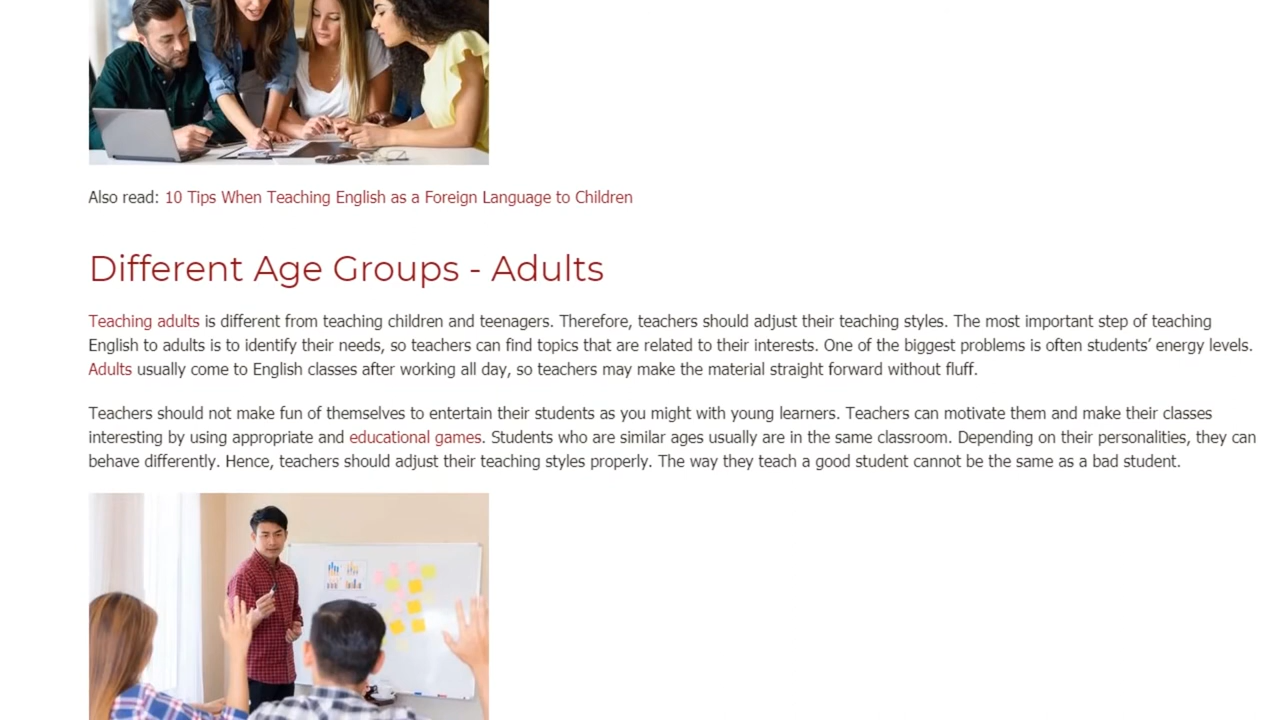 Also read: 10 Tips When Teaching English as a Foreign Language to Children
Different Age Groups - Adults
Teaching adults is different from teaching children and teenagers. Therefore, teachers should adjust their teaching styles. The most important step of teaching
English to adults is to identify their needs, so teachers can find topics that are related to their interests. One of the biggest problems is often students’ energy levels.
Adults usually come to English classes after working all day, so teachers may make the material straight forward without fluff.
Teachers should not make fun of themselves to entertain their students as you might with young learners. Teachers can motivate them and make their classes
interesting by using appropriate and educational games. Students who are similar ages usually are in the same classroom. Depending on their personalities, they can
behave differently. Hence, teachers should adjust their teaching styles properly. The way they teach a good student cannot be the same as a bad student.